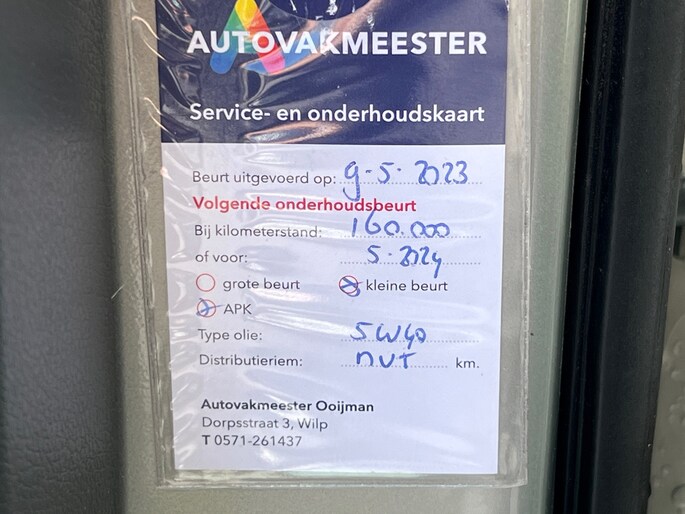 AUTOVAKMEESTER
Service- en onderhoudskaart
Beurt uitgevoerd op: 9-5-2023
Volgende onderhoudsbeurt
Bij kilometerstand: 160.000
of voor: 5-2024
grote beurt kleine beurt
APK
Type olie: 5W40
Distributieriem: nvt km.
Autovakmeester Ooijman
Dorpsstraat 3, Wilp
T 0571-261437